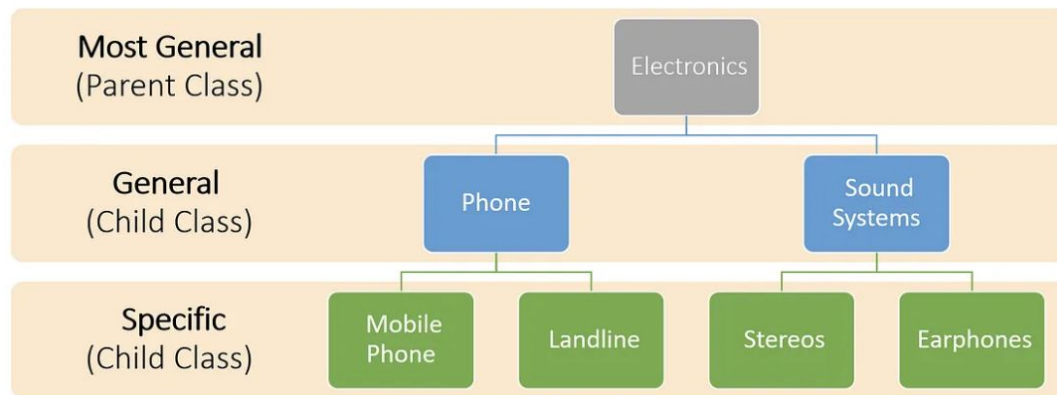 Most General
(Parent Class)
Electronics
General
(Child Class)
Phone
Sound
Systems
Specific
(Child Class)
Mobile
Phone
Landline
Stereos
Earphones